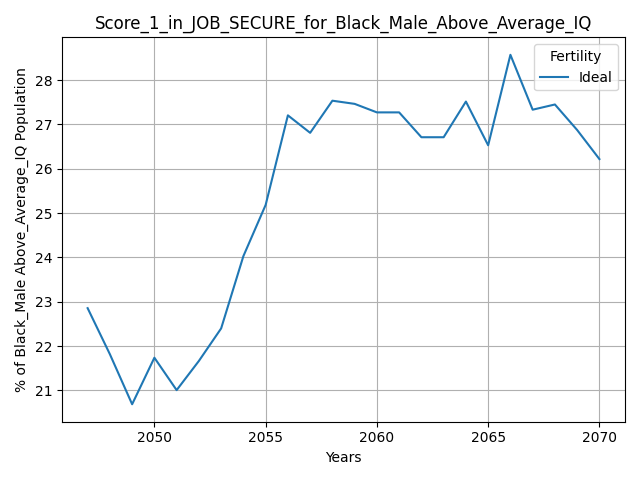 Score_1_in_JOB_SECURE_for_Black_Male_Above_Average_IQ
% of Black_Male Above_Average_IQ Population
28
27
26
25
24
23
22
21
Fertility
Ideal
2050 2055 2060 2065 2070
Years